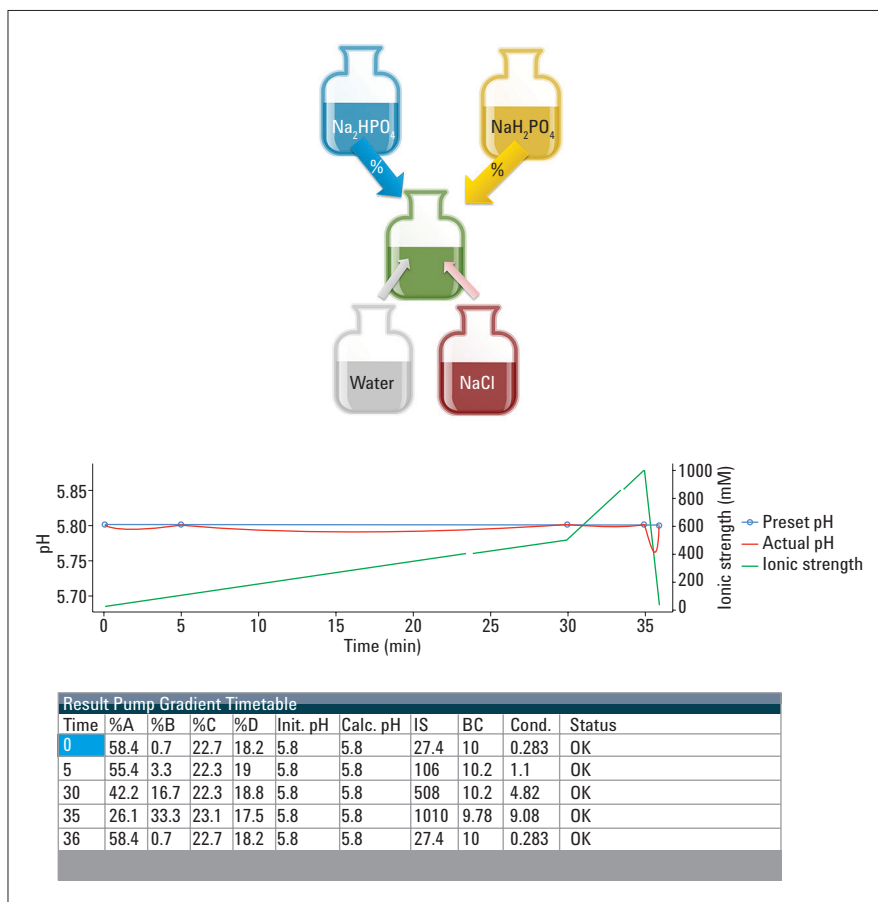 Na₂HPO₄
NaH₂PO₄
%
%
Water
NaCl
5.85
5.80
5.75
5.70
pH
0
5
10
15
20
25
30
35
Time (min)
1000
800
600
400
200
0
Ionic strength (mM)
Preset pH
Actual pH
Ionic strength
Result Pump Gradient Timetable
Time %A %B %C %D Init. pH Calc. pH IS BC Cond. Status
0 58.4 0.7 22.7 18.2 5.8 5.8 27.4 10 0.283 OK
5 55.4 3.3 22.3 19 5.8 5.8 106 10.2 1.1 OK
30 42.2 16.7 22.3 18.8 5.8 5.8 508 10.2 4.82 OK
35 26.1 33.3 23.1 17.5 5.8 5.8 1010 9.78 9.08 OK
36 58.4 0.7 22.7 18.2 5.8 5.8 27.4 10 0.283 OK